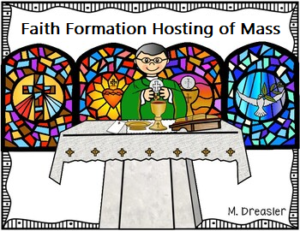 Faith Formation Hosting of Mass
M. Dreasler